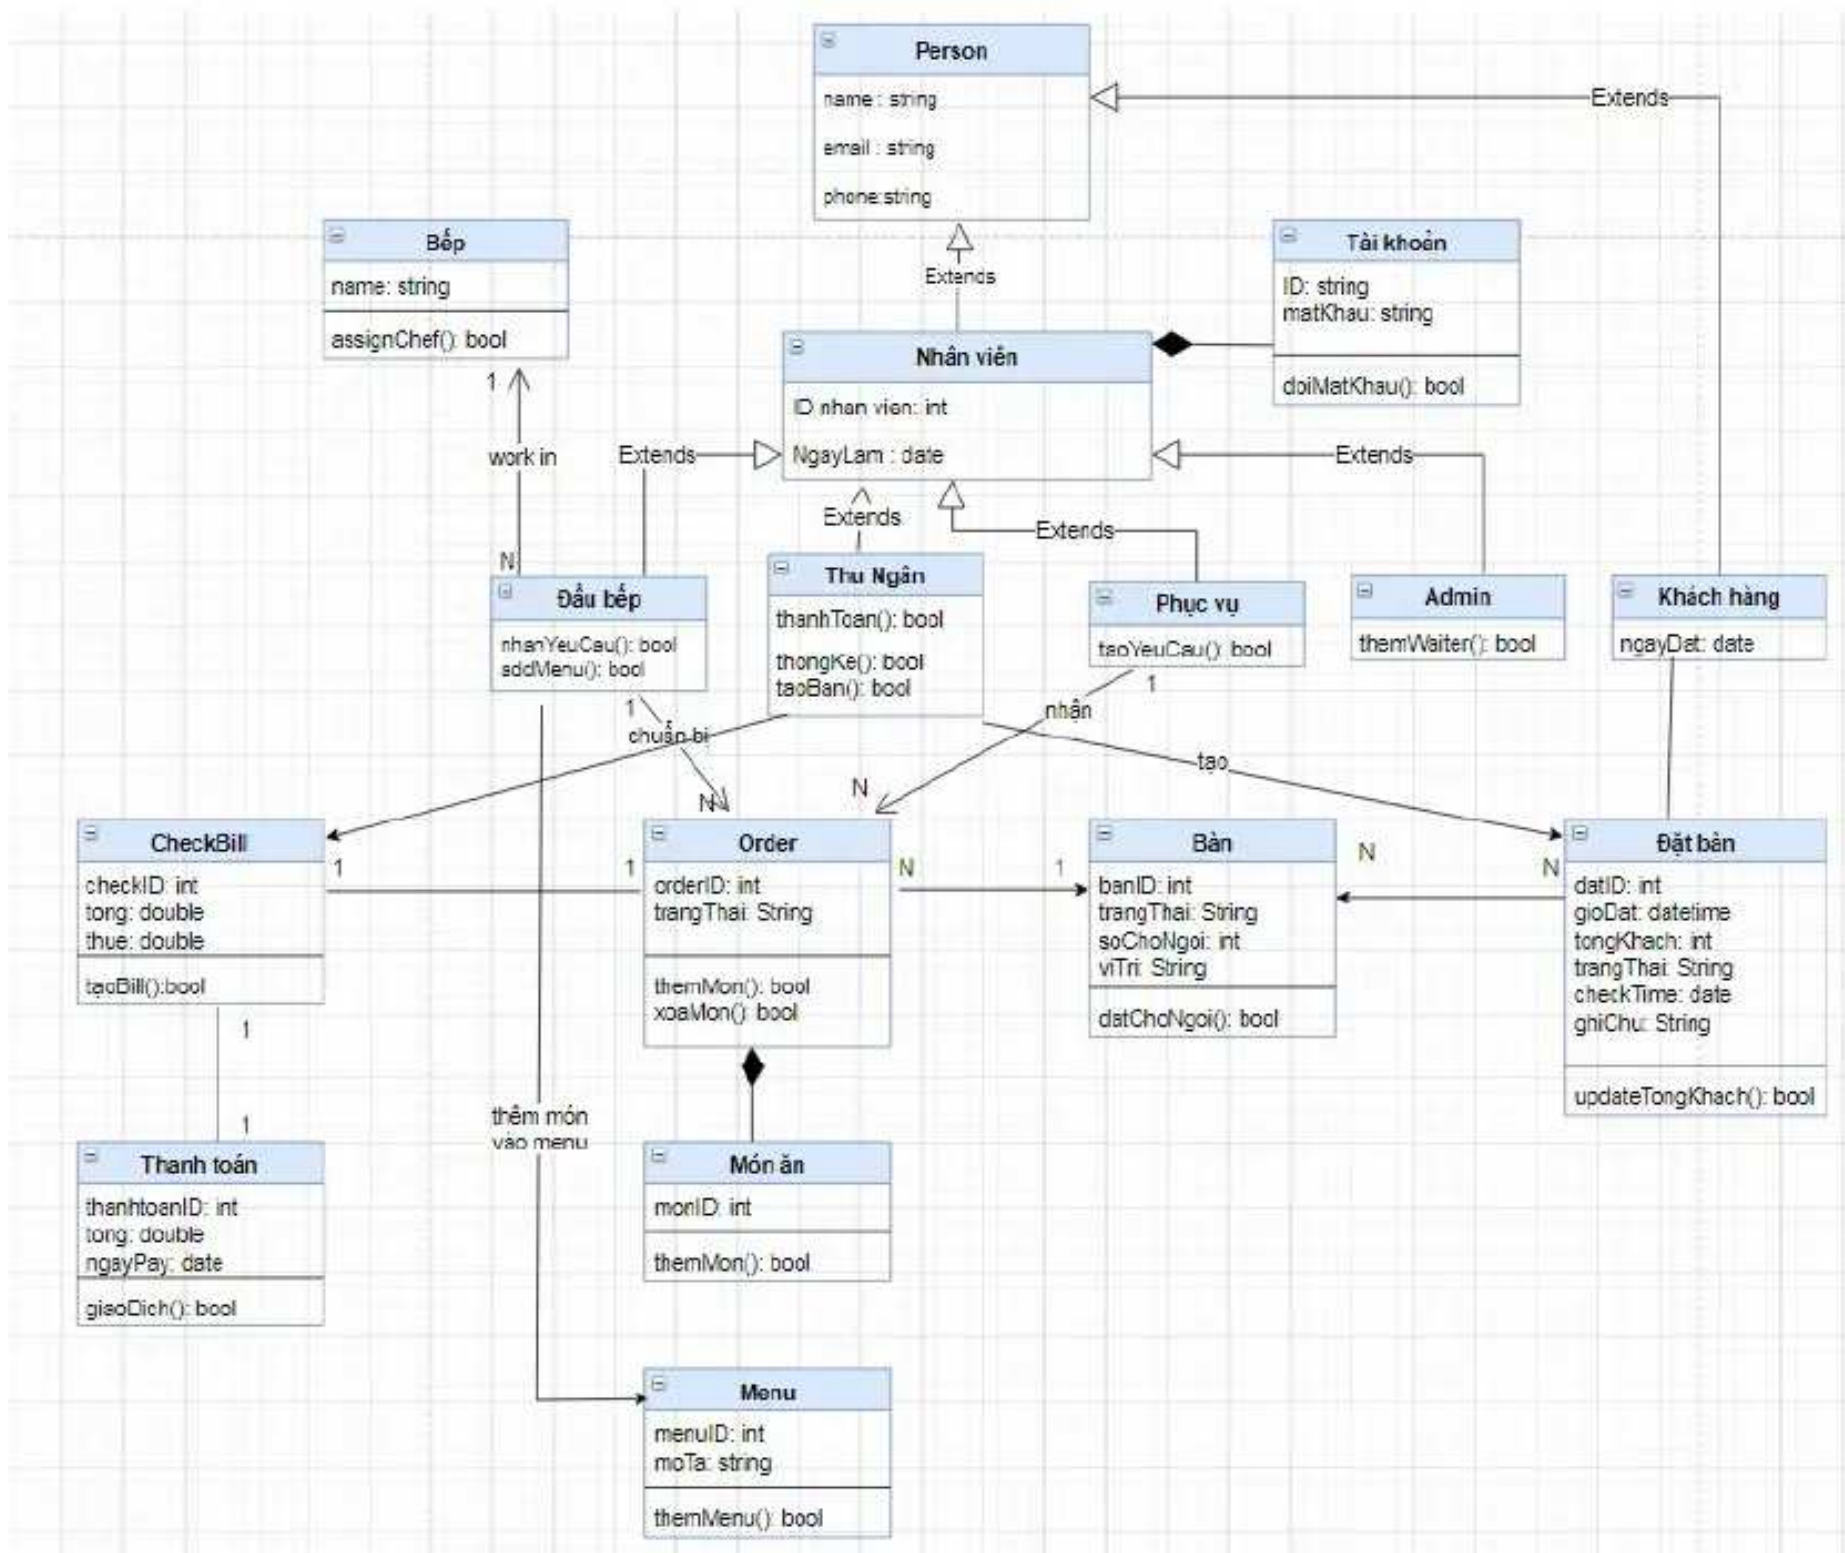 Person
name : string
email : string
phone:string
Extends
Extends
Bếp
name: string
assignChef(): bool
Tài khoản
ID: string
matKhau: string
doiMatKhau(): bool
Nhân viên
ID nhan vien: int
NgayLam : date
1
work in
N
Extends
Extends
Extends
Extends
Đầu bếp
nhanYeuCau(): bool
addMenu(): bool
Thu Ngân
thanhToan(): bool
thongKe(): bool
taoBan(): bool
Phục vụ
taoYeuCau(): bool
Admin
themWaiter(): bool
Khách hàng
ngayDat: date
1
chuẩn bị
N
1
nhận
N
tạo
CheckBill
checkID: int
tong: double
thue: double
tạoBill():bool
1
1
Order
orderID: int
trangThai: String
themMon(): bool
xoaMon(): bool
N
1
Bàn
banID: int
trangThai: String
soChoNgoi: int
viTri: String
datChoNgoi(): bool
N
N
Đặt bàn
datID: int
gioDat: datetime
tongKhach: int
trangThai: String
checkTime: date
ghiChu: String
updateTongKhach(): bool
1
1
thêm món
vào menu
Thanh toán
thanhtoanID: int
tong: double
ngayPay: date
giaoDich(): bool
Món ăn
monID: int
themMon(): bool
Menu
menuID: int
moTa: string
themMenu(): bool